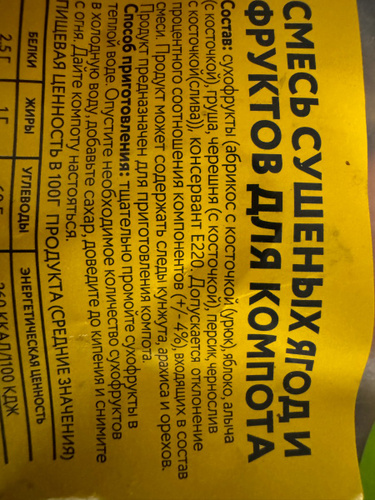 СМЕСЬ СУШЕНЫХ ЯГОД И
ФРУКТОВ ДЛЯ КОМПОТА
Состав: сухофрукты (абрикос с косточкой (урюк), яблоко, алыча
(с косточкой), груша, черешня (с косточкой), персик, чернослив
с косточкой(слива)), консервант Е220. Допускается отклонение
процентного соотношения компонентов (+/- 4%), входящих в состав
смеси. Продукт может содержать следы кунжута, арахиса и орехов.
Продукт предназначен для приготовления компота.
Способ приготовления: тщательно промойте сухофрукты в
теплой воде. Опустите необходимое количество сухофруктов
в холодную воду, добавьте сахар, доведите до кипения и снимите
с огня. Дайте компоту настояться.
ПИЩЕВАЯ ЦЕННОСТЬ В 100Г ПРОДУКТА (СРЕДНИЕ ЗНАЧЕНИЯ)
БЕЛКИ ЖИРЫ УГЛЕВОДЫ ЭНЕРГЕТИЧЕСКАЯ ЦЕННОСТЬ
2,5Г 1Г КДЖ